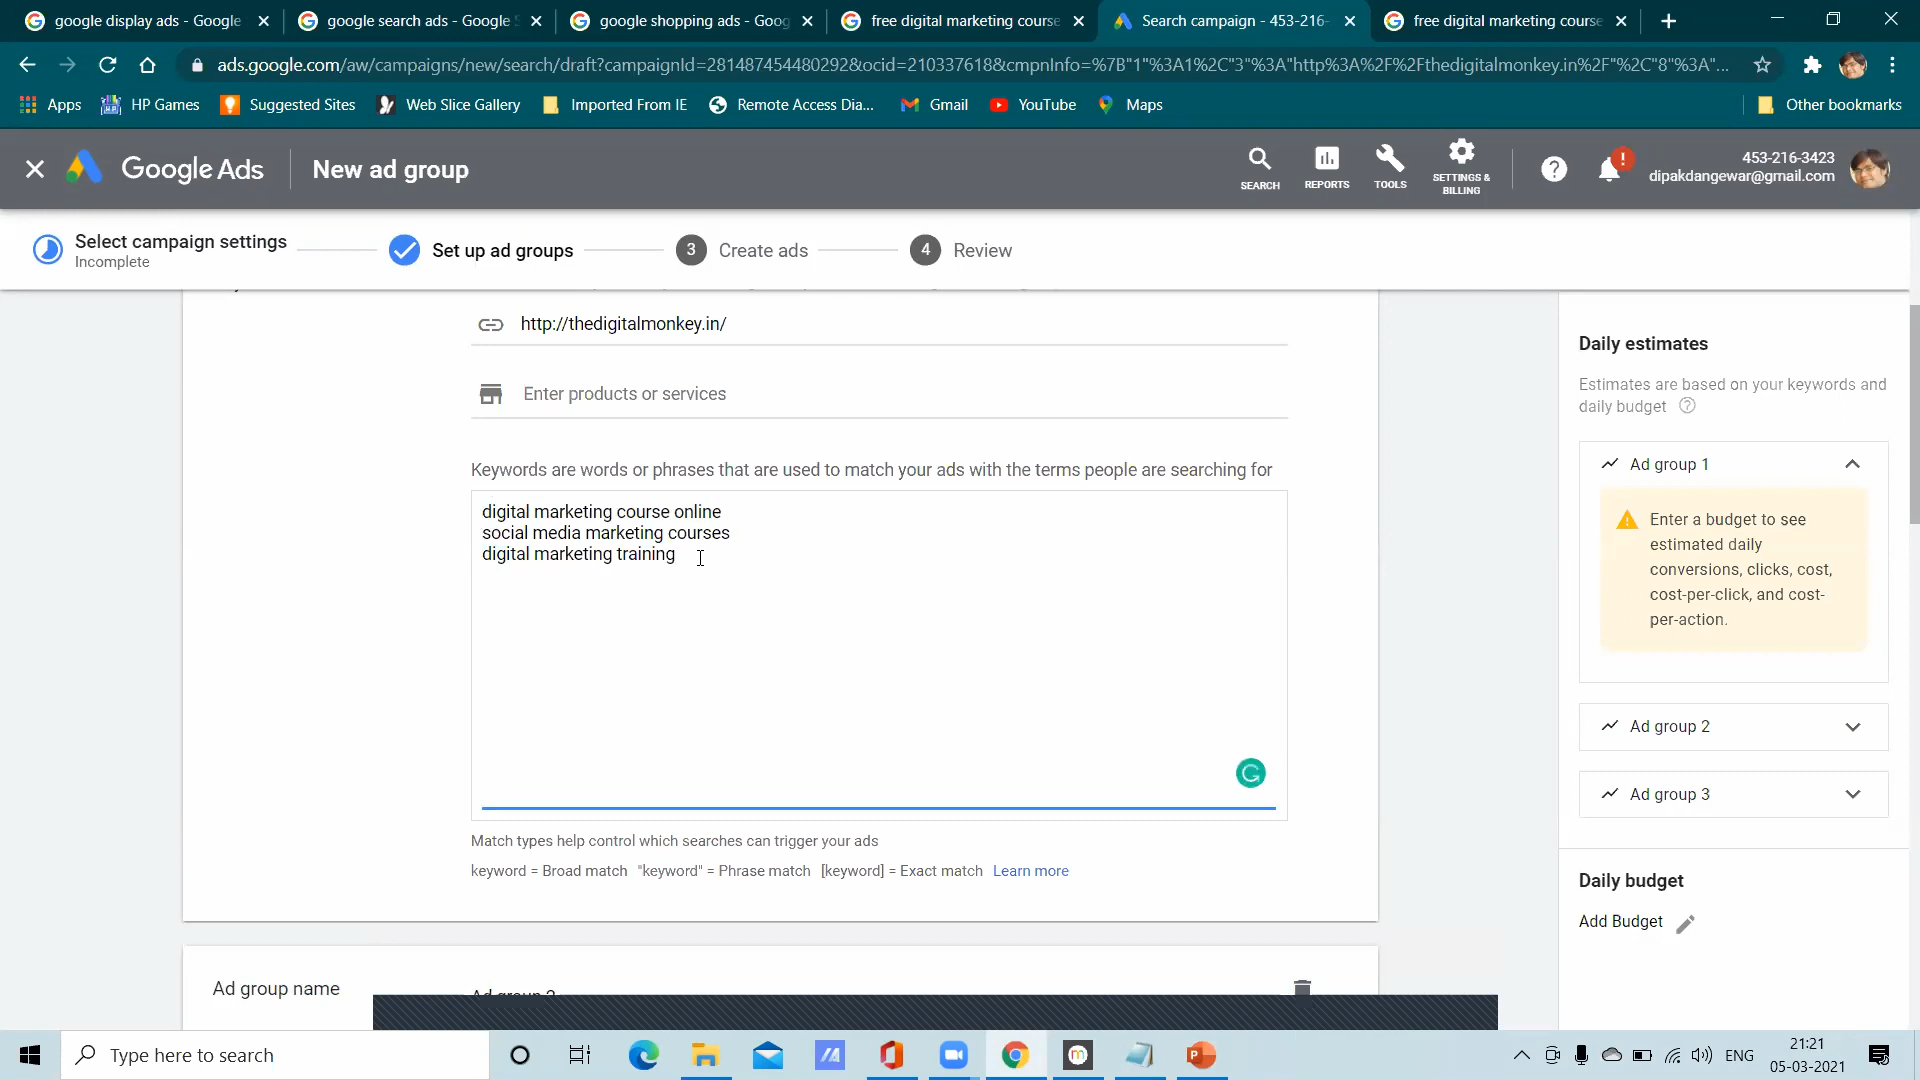 google display ads - Google
google search ads - Google S
google shopping ads - Goog
free digital marketing course
Search campaign - 453-216-
free digital marketing course
ads.google.com/aw/campaigns/new/search/draft?campaignId=281487454480292&ocid=210337618&cmpnInfo=%7B"1"%3A1%2C"3"%3A"http%3A%2F%2Fthedigitalmonkey.in%2F"%2C"8"%3A"...
Apps
HP Games
Suggested Sites
Web Slice Gallery
Imported From IE
Remote Access Dia...
Gmail
YouTube
Maps
Other bookmarks
Google Ads
New ad group
SEARCH
REPORTS
TOOLS
SETTINGS &
BILLING
453-216-3423
dipakdangewar@gmail.com
Select campaign settings
Incomplete
Set up ad groups
3 Create ads
4 Review
http://thedigitalmonkey.in/
Enter products or services
Keywords are words or phrases that are used to match your ads with the terms people are searching for
digital marketing course online
social media marketing courses
digital marketing training
Match types help control which searches can trigger your ads
keyword = Broad match "keyword" = Phrase match [keyword] = Exact match Learn more
Ad group name
Daily estimates
Estimates are based on your keywords and
daily budget
Ad group 1
Enter a budget to see
estimated daily
conversions, clicks, cost,
cost-per-click, and cost-
per-action.
Ad group 2
Ad group 3
Daily budget
Add Budget
Type here to search
ENG
21:21
05-03-2021